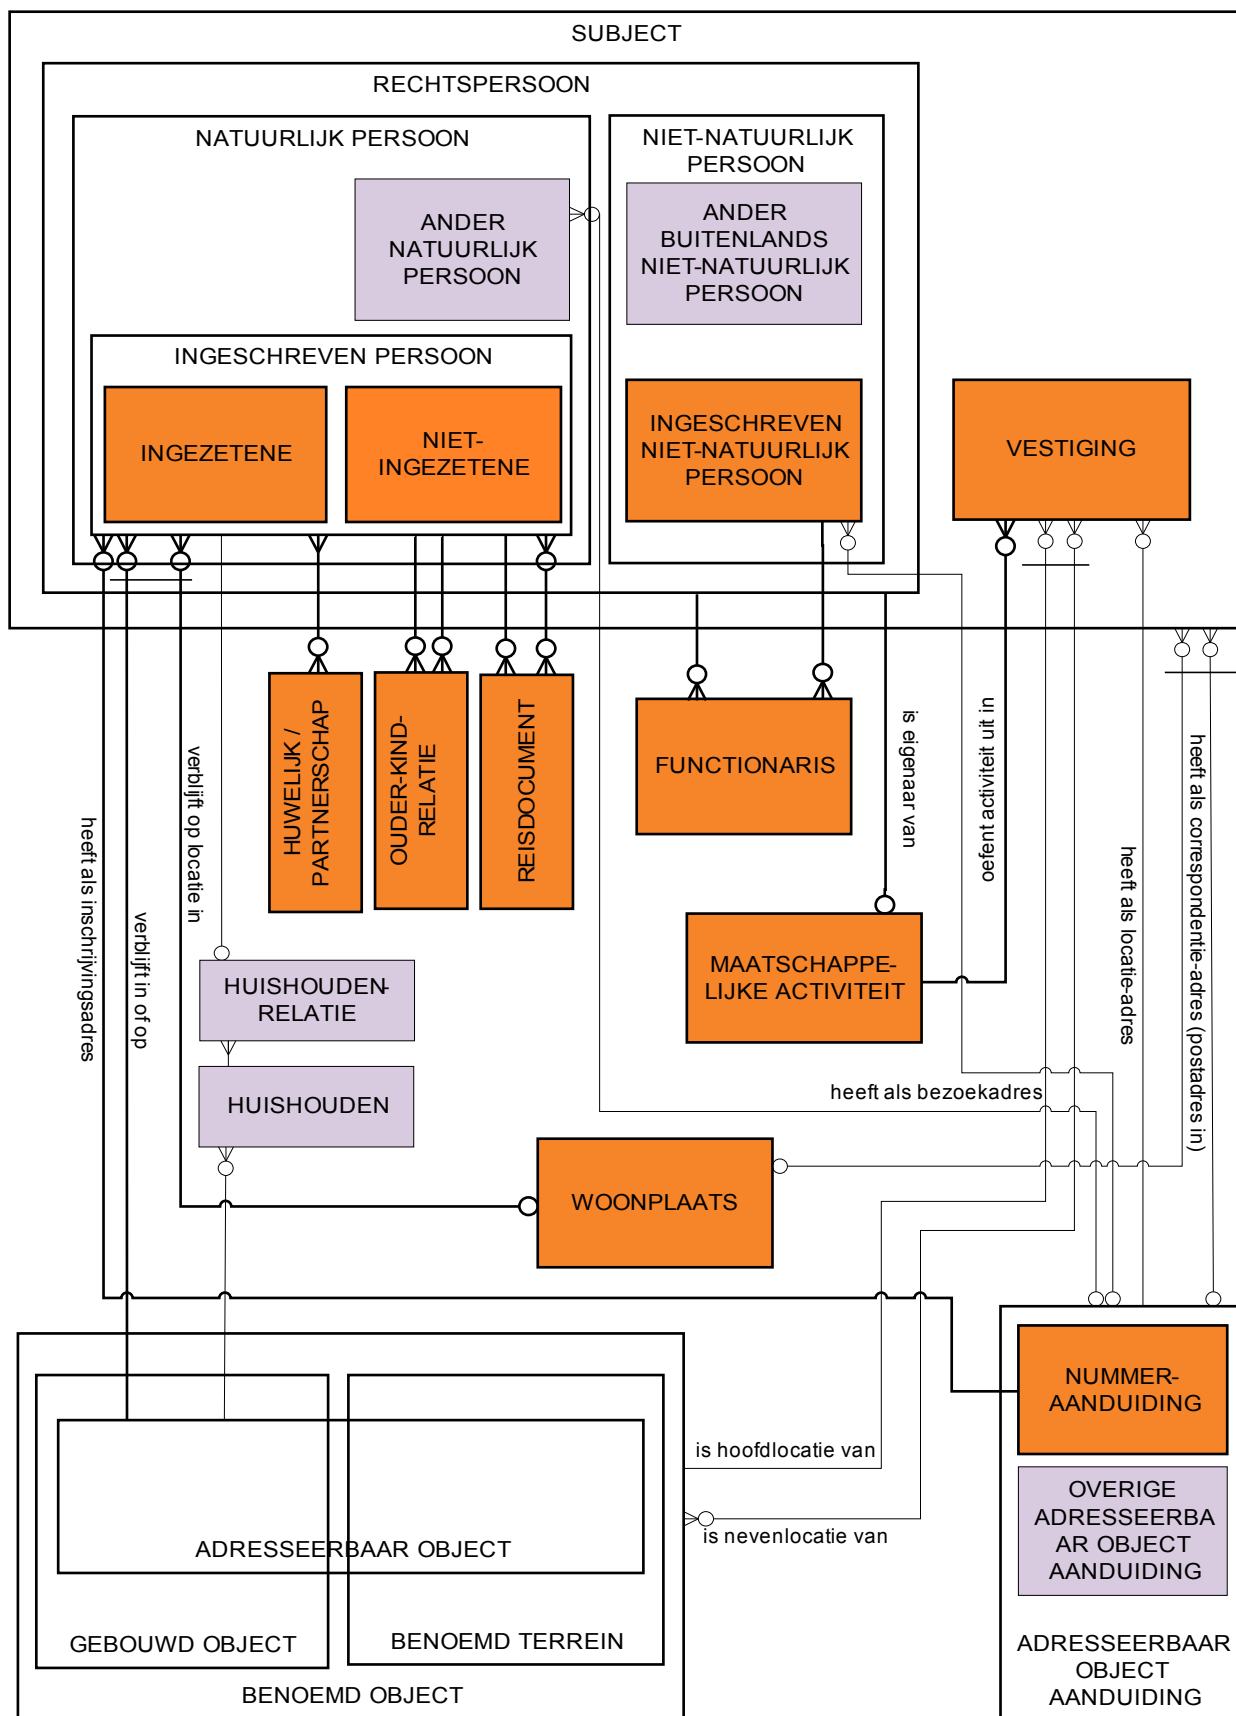 SUBJECT
RECHTSPERSOON
NATUURLIJK PERSOON
NIET-NATUURLIJK
PERSOON
ANDER
NATUURLIJK
PERSOON
ANDER
BUITENLANDS
NIET-NATUURLIJK
PERSOON
INGESCHREVEN PERSOON
INGEZETENE
NIET-
INGEZETENE
INGESCHREVEN
NIET-NATUURLIJK
PERSOON
VESTIGING
HUWELIJK /
PARTNERSCHAP
OUDER-KIND-
RELATIE
REISDOCUMENT
FUNCTIONARIS
is eigenaar van
oefent activiteit uit in
heeft als locatie-adres
heeft als correspondentie-adres (postadres in)
heeft als inschrijvingsadres
verblijft in of op
verblijft op locatie in
MAATSCHAPPE-
LIJKE ACTIVITEIT
HUISHOUDEN-
RELATIE
HUISHOUDEN
heeft als bezoekadres
WOONPLAATS
NUMMER-
AANDUIDING
is hoofdlocatie van
is nevenlocatie van
OVERIGE
ADRESSEERBA
AR OBJECT
AANDUIDING
ADRESSEERBAAR OBJECT
GEBOUWD OBJECT
BENOEMD TERREIN
BENOEMD OBJECT
ADRESSEERBAAR
OBJECT
AANDUIDING